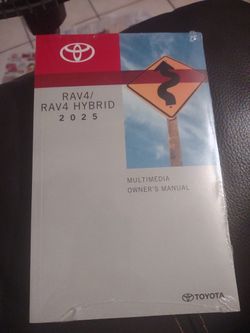 RAV4/
RAV4 HYBRID
2025
MULTIMEDIA
OWNER'S MANUAL
TOYOTA